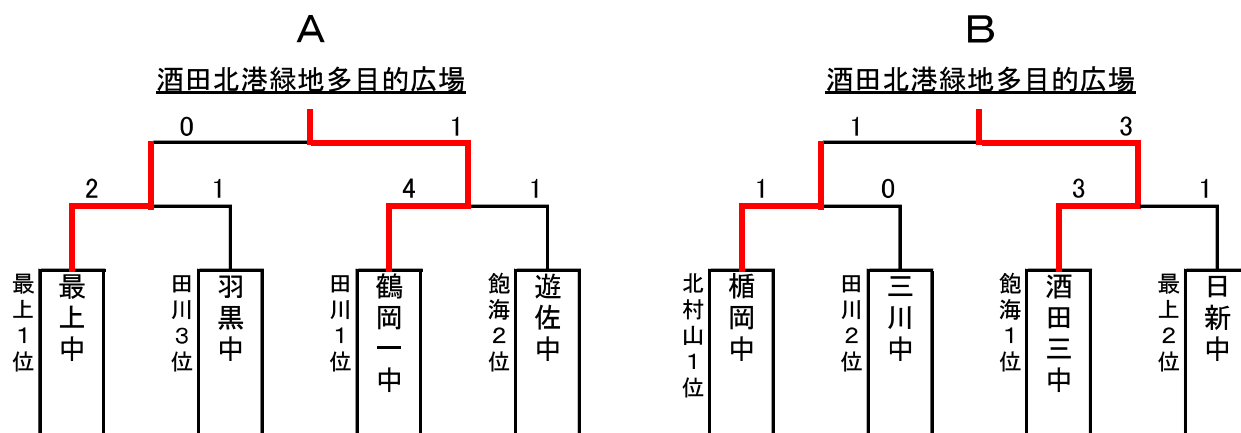 A
酒田北港緑地多目的広場
0
1
2
1
4
1
最上1位
最上中
田川3位
羽黒中
田川1位
鶴岡一中
飽海2位
遊佐中
B
酒田北港緑地多目的広場
1
3
1
0
3
1
北村山1位
楯岡中
田川2位
三川中
飽海1位
酒田三中
最上2位
日新中